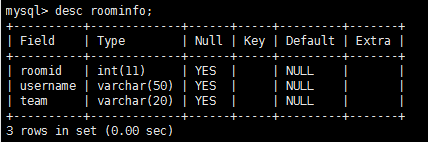 mysql> desc roominfo;
+----------+-------------+------+-----+---------+-------+
| Field    | Type        | Null | Key | Default | Extra |
+----------+-------------+------+-----+---------+-------+
| roomid   | int(11)     | YES  |     | NULL    |       |
| username | varchar(50) | YES  |     | NULL    |       |
| team     | varchar(20) | YES  |     | NULL    |       |
+----------+-------------+------+-----+---------+-------+
3 rows in set (0.00 sec)